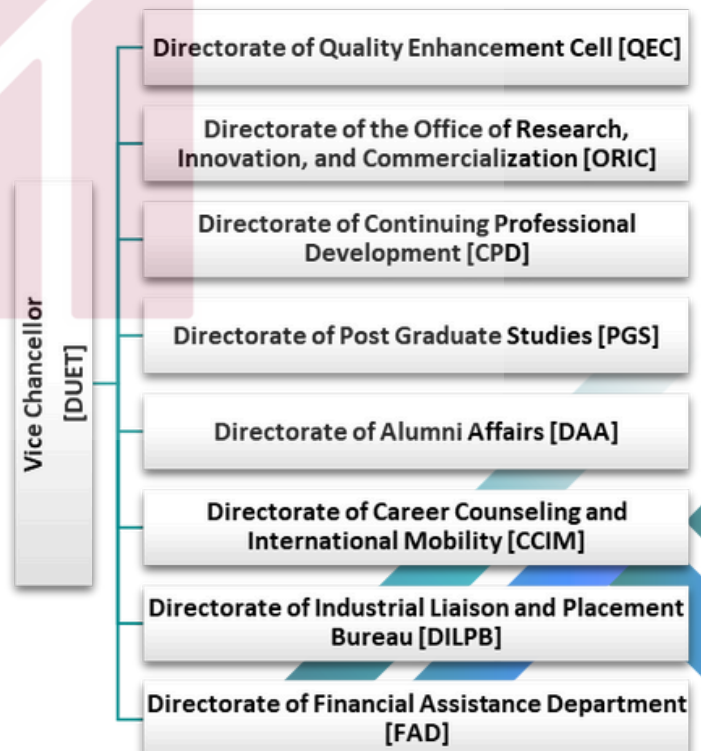 Vice Chancellor
[DUET]
Directorate of Quality Enhancement Cell [QEC]
Directorate of the Office of Research,
Innovation, and Commercialization [ORIC]
Directorate of Continuing Professional
Development [CPD]
Directorate of Post Graduate Studies [PGS]
Directorate of Alumni Affairs [DAA]
Directorate of Career Counseling and
International Mobility [CCIM]
Directorate of Industrial Liaison and Placement
Bureau [DILPB]
Directorate of Financial Assistance Department
[FAD]